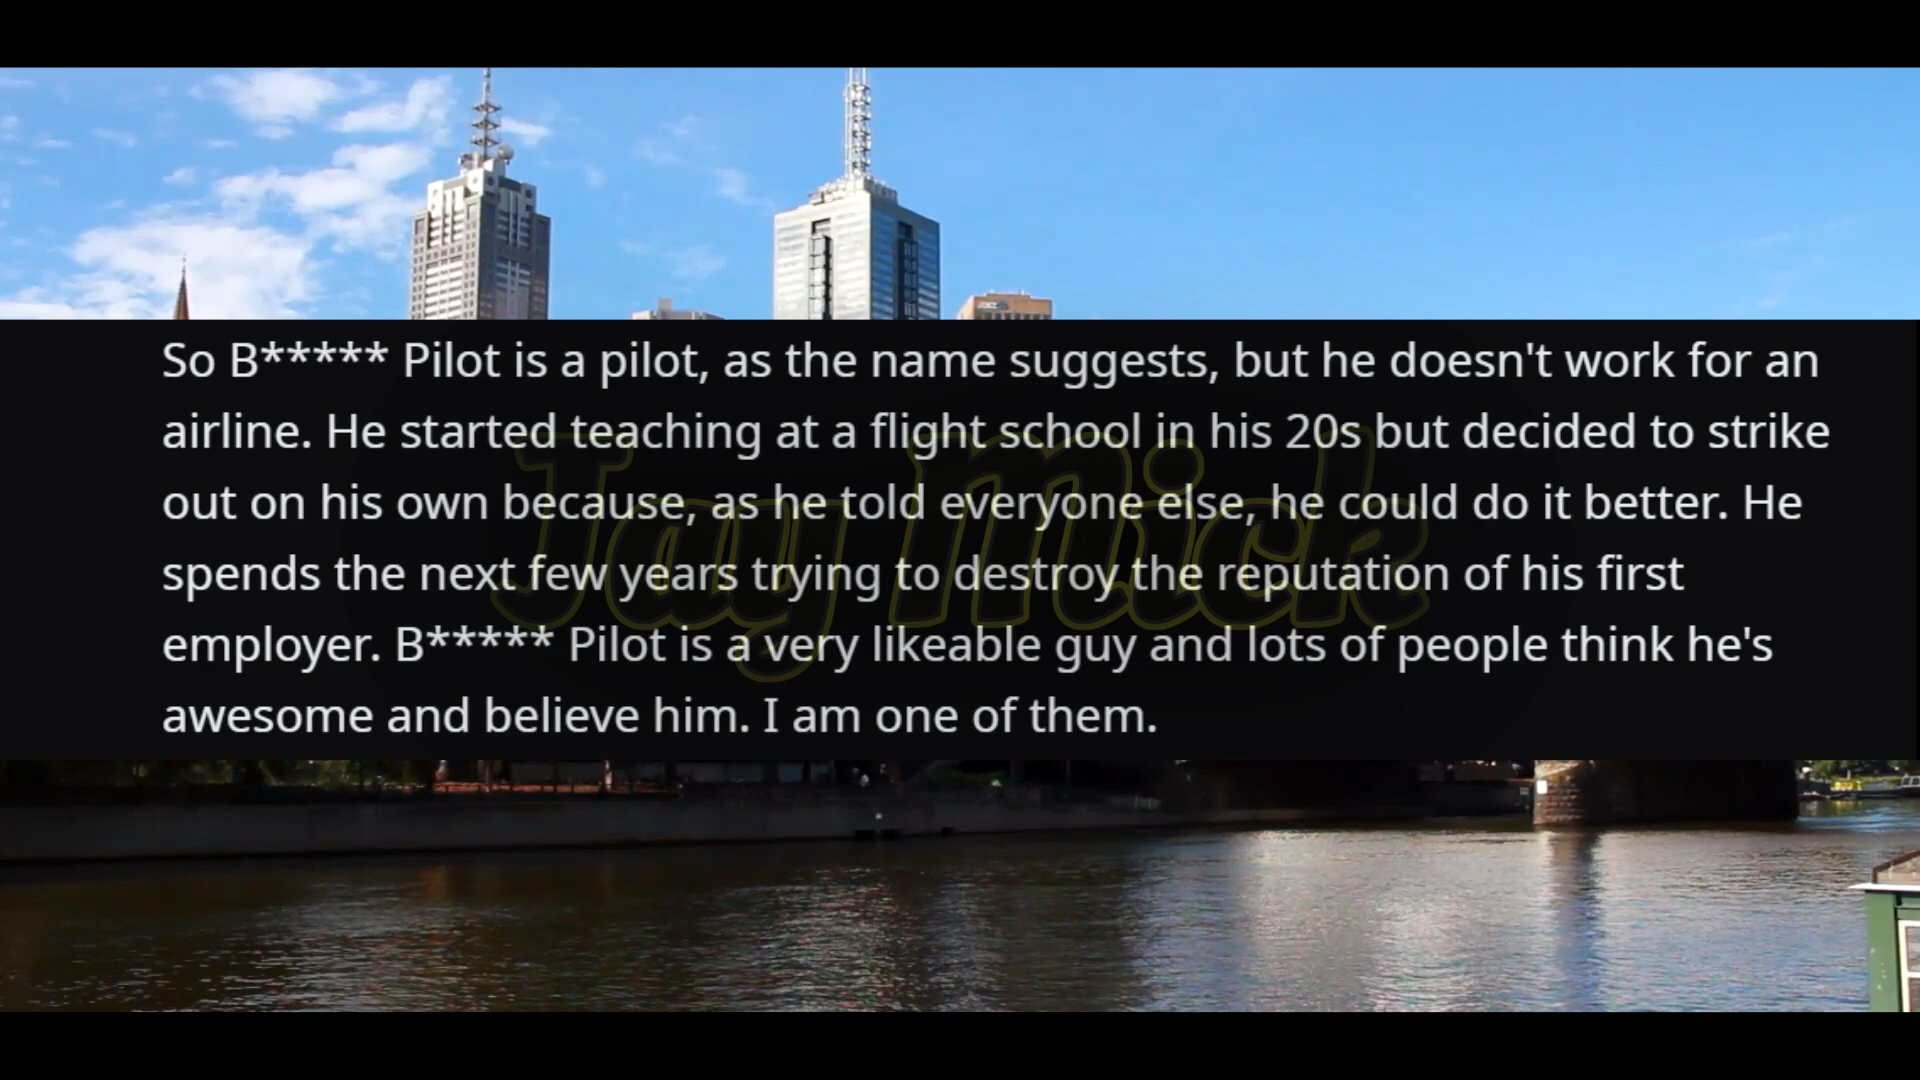 So B***** Pilot is a pilot, as the name suggests, but he doesn't work for an
airline. He started teaching at a flight school in his 20s but decided to strike
out on his own because, as he told everyone else, he could do it better. He
spends the next few years trying to destroy the reputation of his first
employer. B***** Pilot is a very likeable guy and lots of people think he's
awesome and believe him. I am one of them.
Jay Mick